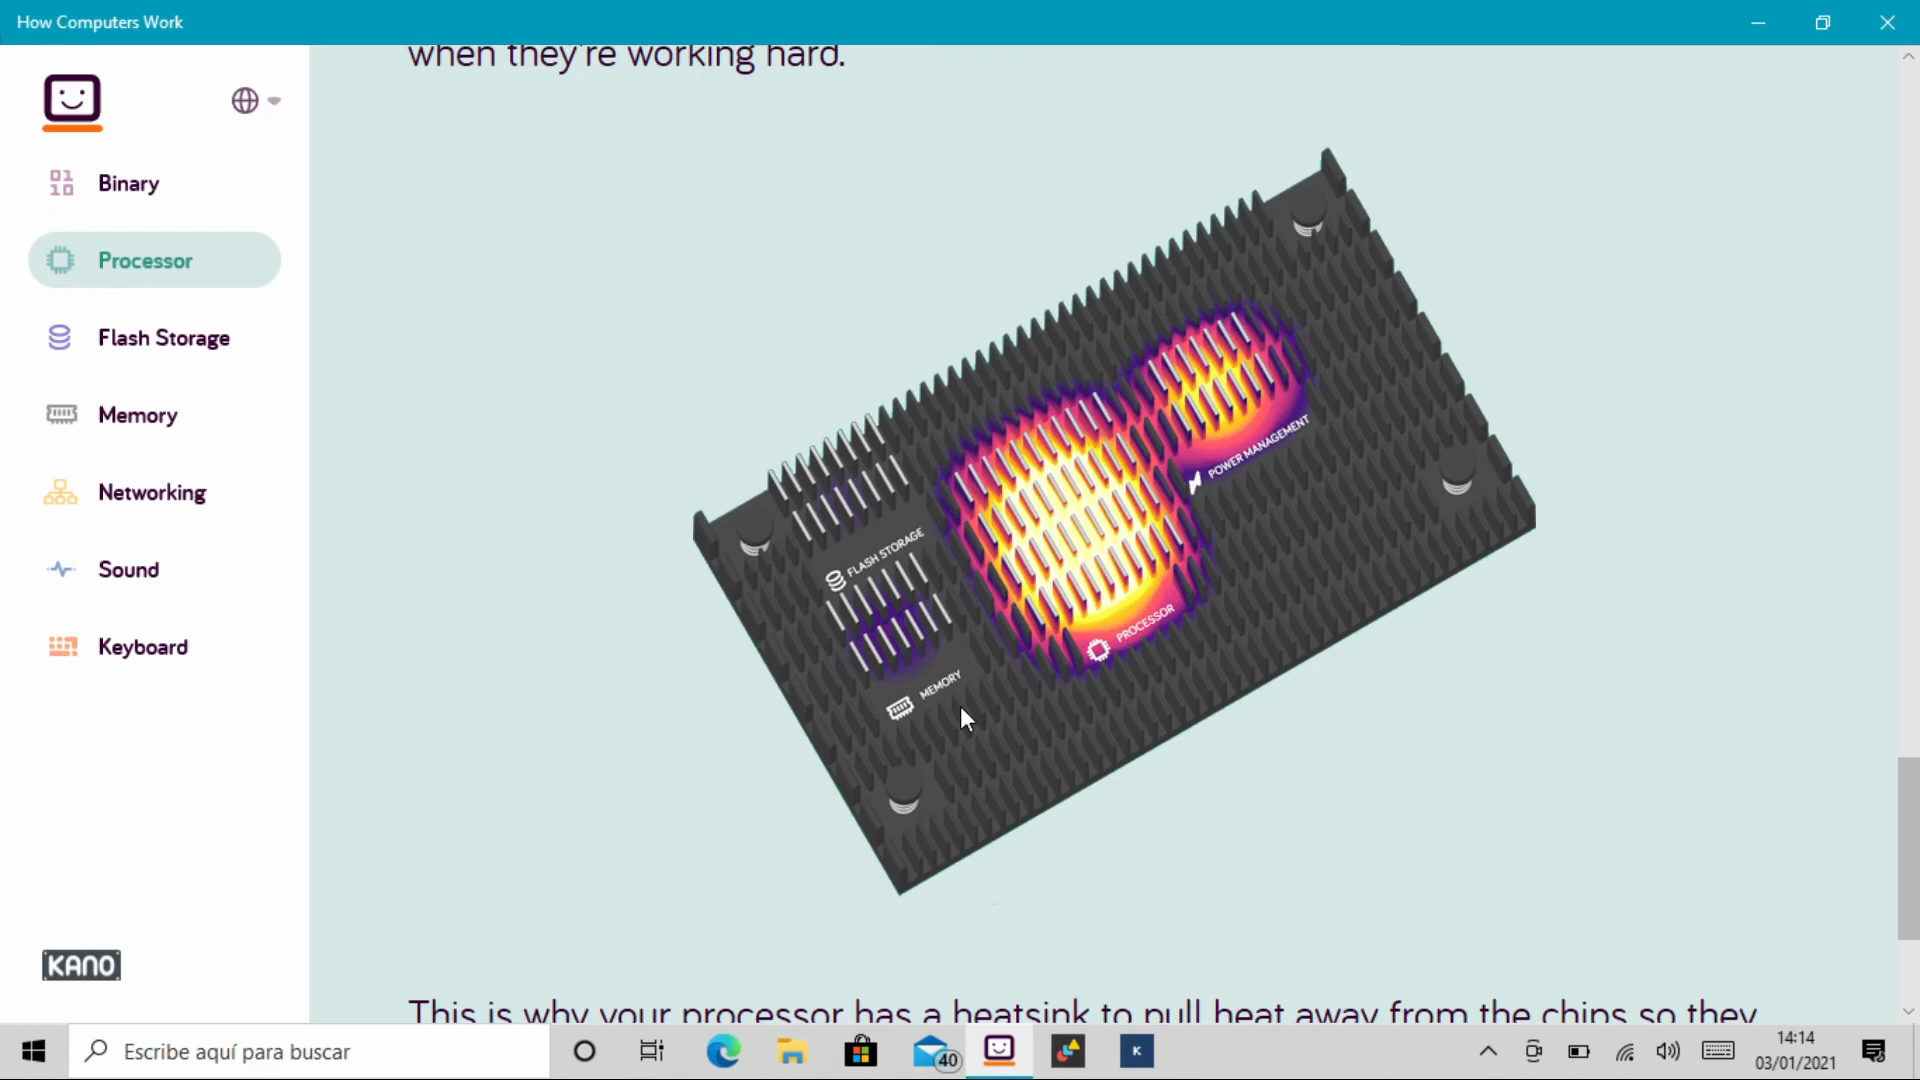 How Computers Work
when they're working hard.
Binary
Processor
Flash Storage
Memory
Networking
Sound
Keyboard
KANO
FLASH STORAGE
MEMORY
PROCESSOR
POWER MANAGEMENT
This is why your processor has a heatsink to pull heat away from the chips so they
Escribe aquí para buscar
40
K
14:14
03/01/2021